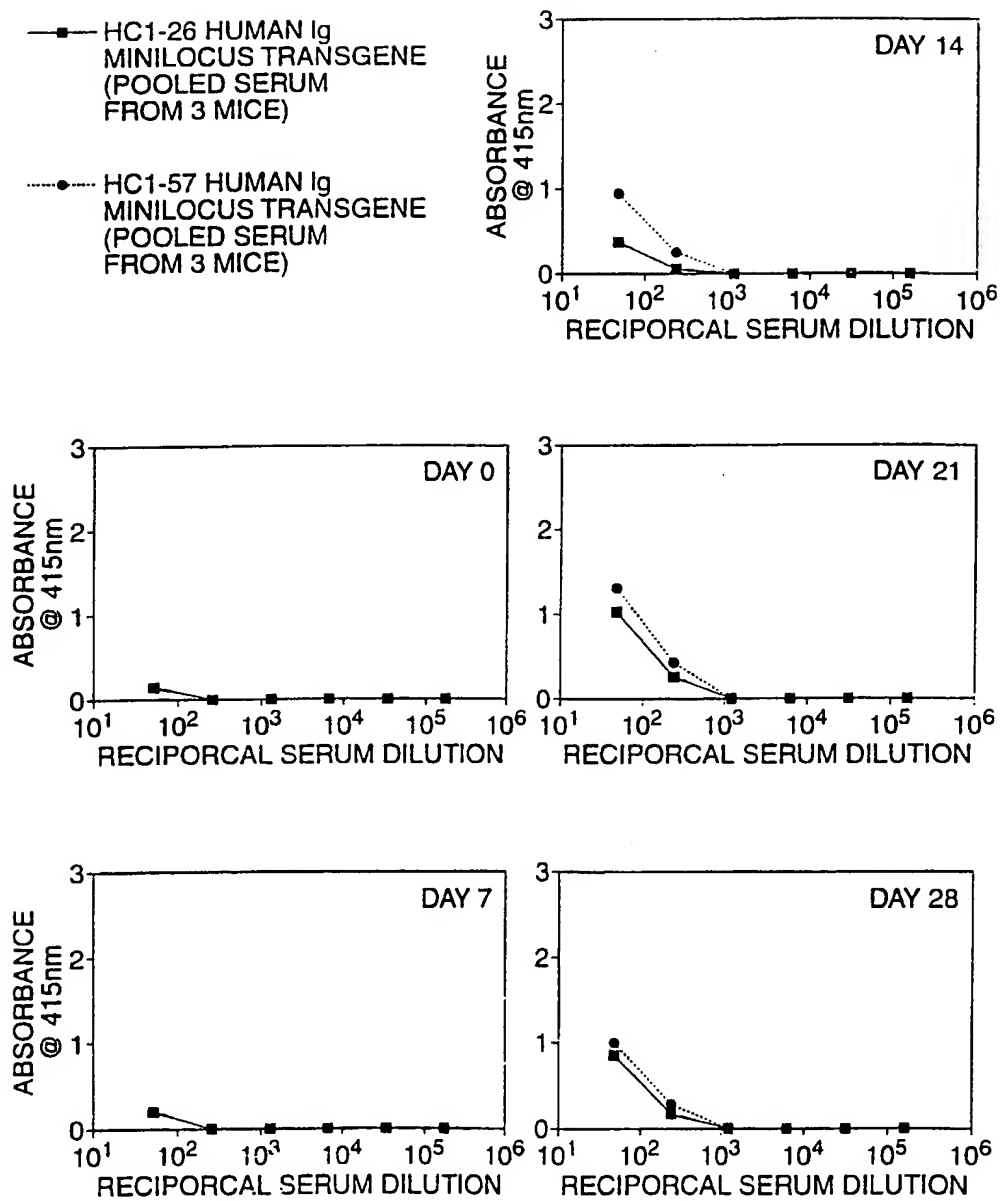 HC1-26 HUMAN Ig
MINILOCUS TRANSGENE
(POOLED SERUM
FROM 3 MICE)
HC1-57 HUMAN Ig
MINILOCUS TRANSGENE
(POOLED SERUM
FROM 3 MICE)
DAY 14
ABSORBANCE
@ 415nm
3
2
1
0
10¹ 10² 10³ 10⁴ 10⁵ 10⁶
RECIPORCAL SERUM DILUTION
DAY 0
ABSORBANCE
@ 415nm
3
2
1
0
10¹ 10² 10³ 10⁴ 10⁵ 10⁶
RECIPORCAL SERUM DILUTION
DAY 21
3
2
1
0
10¹ 10² 10³ 10⁴ 10⁵ 10⁶
RECIPORCAL SERUM DILUTION
DAY 7
ABSORBANCE
@ 415nm
3
2
1
0
10¹ 10² 10³ 10⁴ 10⁵ 10⁶
RECIPORCAL SERUM DILUTION
DAY 28
3
2
1
0
10¹ 10² 10³ 10⁴ 10⁵ 10⁶
RECIPORCAL SERUM DILUTION